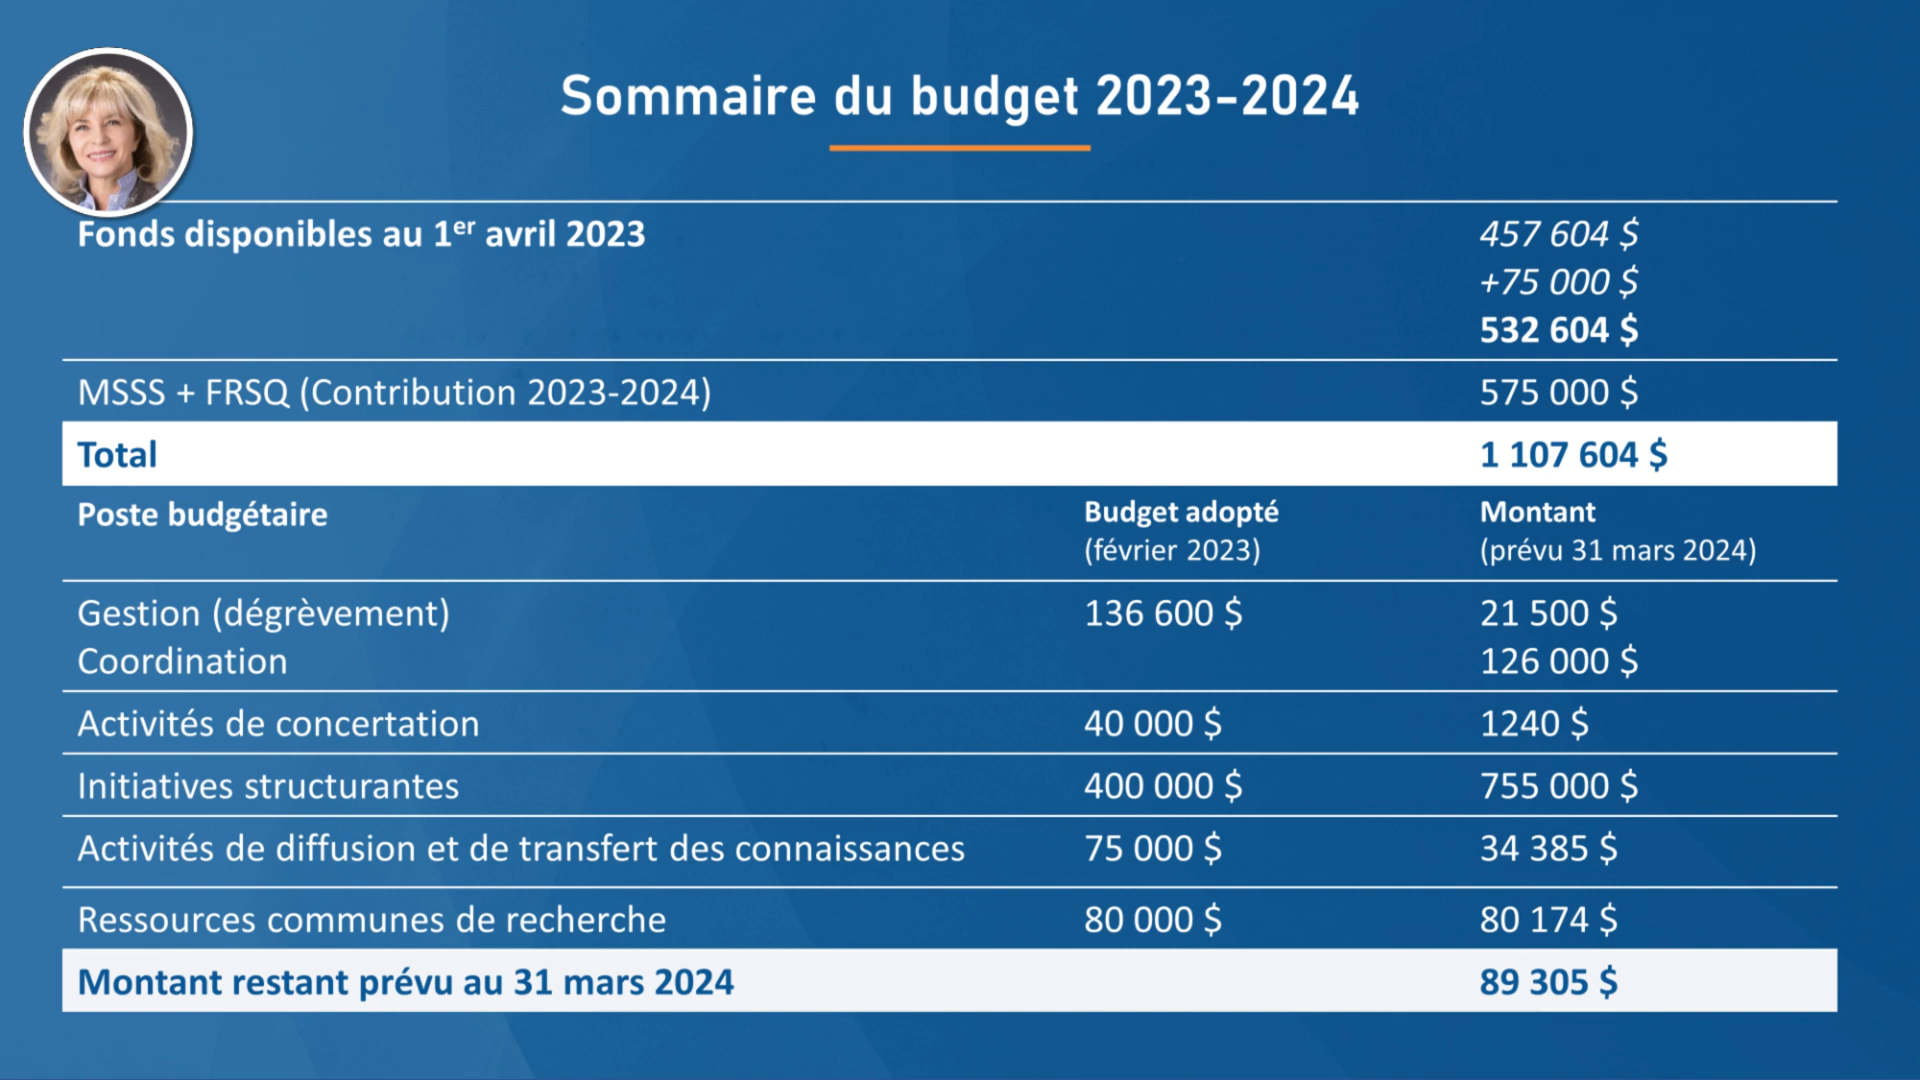 Sommaire du budget 2023-2024
Fonds disponibles au 1er avril 2023 457 604 $
+75 000 $
532 604 $
MSSS + FRSQ (Contribution 2023-2024) 575 000 $
Total 1 107 604 $
Poste budgétaire Budget adopté Montant
(février 2023) (prévu 31 mars 2024)
Gestion (dégrèvement) 136 600 $ 21 500 $
Coordination 126 000 $
Activités de concertation 40 000 $ 1240 $
Initiatives structurantes 400 000 $ 755 000 $
Activités de diffusion et de transfert des connaissances 75 000 $ 34 385 $
Ressources communes de recherche 80 000 $ 80 174 $
Montant restant prévu au 31 mars 2024 89 305 $